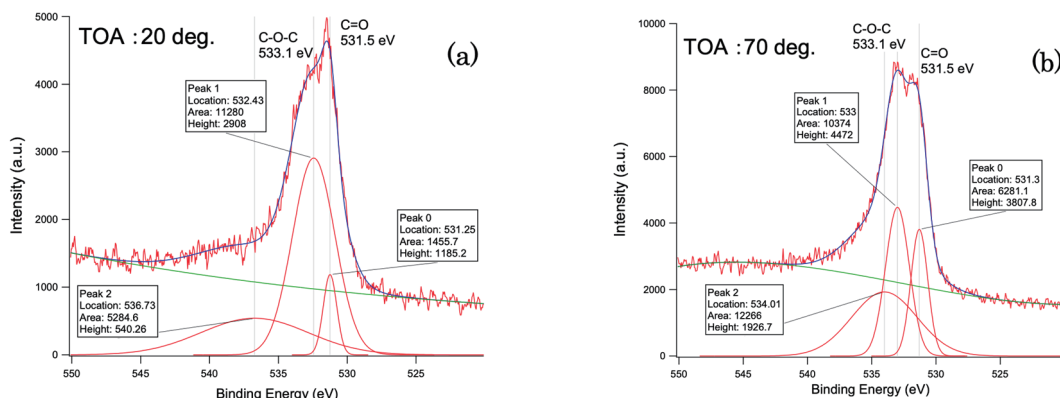 TOA : 20 deg.
C-O-C
533.1 eV
C=O
531.5 eV
(a)
Peak 1
Location: 532.43
Area: 11280
Height: 2908
Peak 0
Location: 531.25
Area: 1455.7
Height: 1185.2
Peak 2
Location: 536.73
Area: 5284.6
Height: 540.26
Intensity (a.u.)
5000
4000
3000
2000
1000
0
550
545
540
535
530
525
Binding Energy (eV)
TOA : 70 deg.
C-O-C
533.1 eV
C=O
531.5 eV
(b)
Peak 1
Location: 533
Area: 10374
Height: 4472
Peak 0
Location: 531.3
Area: 6281.1
Height: 3807.8
Peak 2
Location: 534.01
Area: 12266
Height: 1926.7
Intensity (a.u.)
10000
8000
6000
4000
2000
0
550
545
540
535
530
525
Binding Energy (eV)